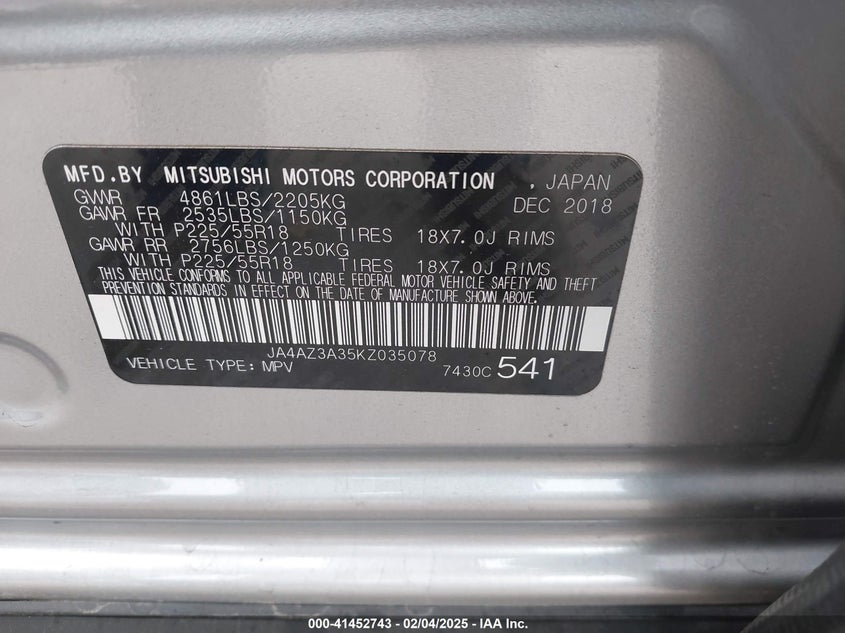 MFD.BY MITSUBISHI MOTORS CORPORATION , JAPAN
GVWR 4861LBS/2205KG DEC 2018
GAWR FR 2535LBS/1150KG
WITH P225/55R18 TIRES 18X7.0J RIMS
GAWR RR 2756LBS/1250KG
WITH P225/55R18 TIRES 18X7.0J RIMS
THIS VEHICLE CONFORMS TO ALL APPLICABLE FEDERAL MOTOR VEHICLE SAFETY AND THEFT
PREVENTION STANDARDS IN EFFECT ON THE DATE OF MANUFACTURE SHOWN ABOVE.
JA4AZ3A35KZ035078
VEHICLE TYPE: MPV 7430C 541
000-41452743 - 02/04/2025 - IAA Inc.